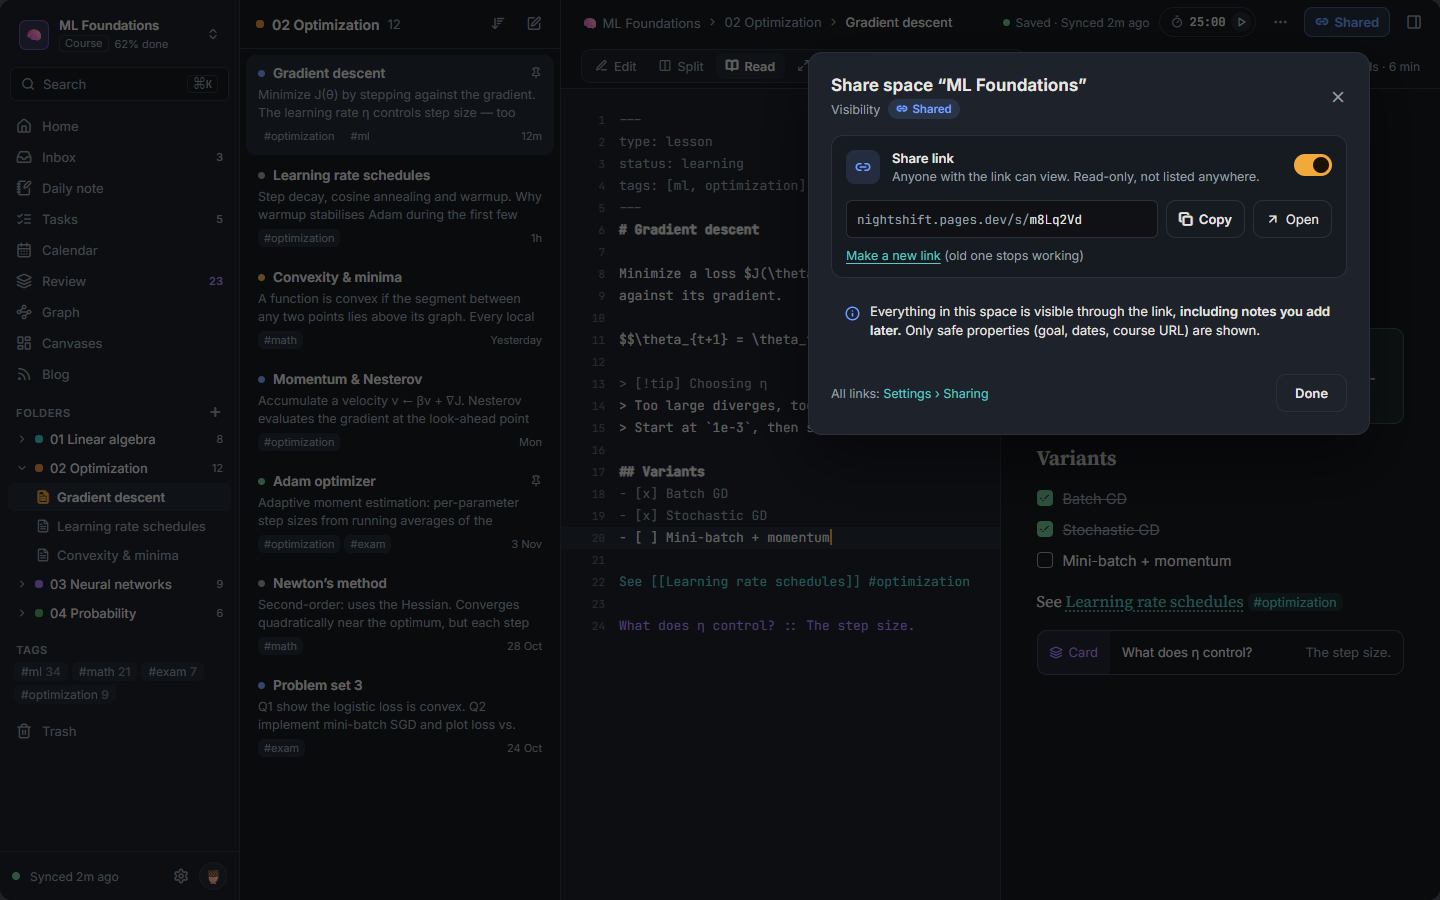 ML Foundations
Course 62% done
Search ⌘K
Home
Inbox 3
Daily note
Tasks 5
Calendar
Review 23
Graph
Canvases
Blog
FOLDERS
01 Linear algebra 8
02 Optimization 12
Gradient descent
Learning rate schedules
Convexity & minima
03 Neural networks 9
04 Probability 6
TAGS
#ml 34 #math 21 #exam 7
#optimization 9
Trash
Synced 2m ago
02 Optimization 12
Gradient descent
Minimize J(θ) by stepping against the gradient.
The learning rate η controls step size — too
#optimization #ml 12m
Learning rate schedules
Step decay, cosine annealing and warmup. Why
warmup stabilises Adam during the first few
#optimization 1h
Convexity & minima
A function is convex if the segment between
any two points lies above its graph. Every local
#math Yesterday
Momentum & Nesterov
Accumulate a velocity v ← βv + ∇J. Nesterov
evaluates the gradient at the look-ahead point
#optimization Mon
Adam optimizer
Adaptive moment estimation: per-parameter
step sizes from running averages of the
#optimization #exam 3 Nov
Newton’s method
Second-order: uses the Hessian. Converges
quadratically near the optimum, but each step
#math 28 Oct
Problem set 3
Q1 show the logistic loss is convex. Q2
implement mini-batch SGD and plot loss vs.
#exam 24 Oct
ML Foundations › 02 Optimization › Gradient descent
Saved · Synced 2m ago 25:00 Shared
Edit Split Read
· 6 min
1 ---
2 type: lesson
3 status: learning
4 tags: [ml, optimization]
5 ---
6 # Gradient descent
7
8 Minimize a loss $J(\theta
9 against its gradient.
10
11 $$\theta_{t+1} = \theta_
12
13 > [!tip] Choosing η
14 > Too large diverges, too
15 > Start at `1e-3`, then
16
17 ## Variants
18 - [x] Batch GD
19 - [x] Stochastic GD
20 - [ ] Mini-batch + momentum
21
22 See [[Learning rate schedules]] #optimization
23
24 What does η control? :: The step size.
Share space “ML Foundations”
Visibility Shared
Share link
Anyone with the link can view. Read-only, not listed anywhere.
nightshift.pages.dev/s/m8Lq2Vd Copy Open
Make a new link (old one stops working)
Everything in this space is visible through the link, including notes you add
later. Only safe properties (goal, dates, course URL) are shown.
All links: Settings › Sharing Done
Variants
Batch GD
Stochastic GD
Mini-batch + momentum
See Learning rate schedules #optimization
Card What does η control? The step size.